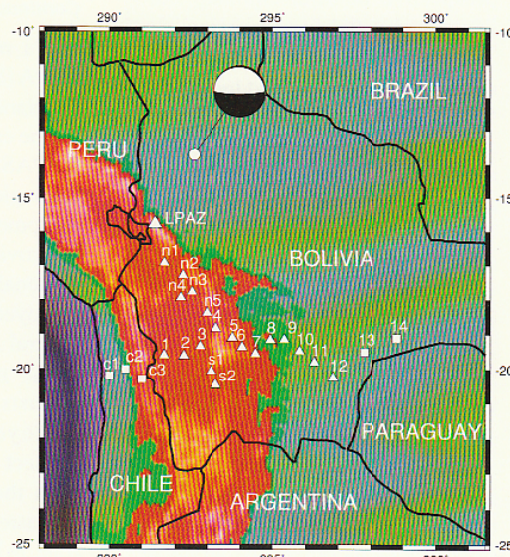 290° 295° 300°
-10° -10
BRAZIL
PERU
-15° -15
LPAZ
n1
n2
n3
n4
n5
BOLIVIA
4
5
6
7
8
9
10
11
12
13
14
1
2
3
s1
s2
-20° -20
c1
c2
c3
PARAGUAY
CHILE
ARGENTINA
-25° -25